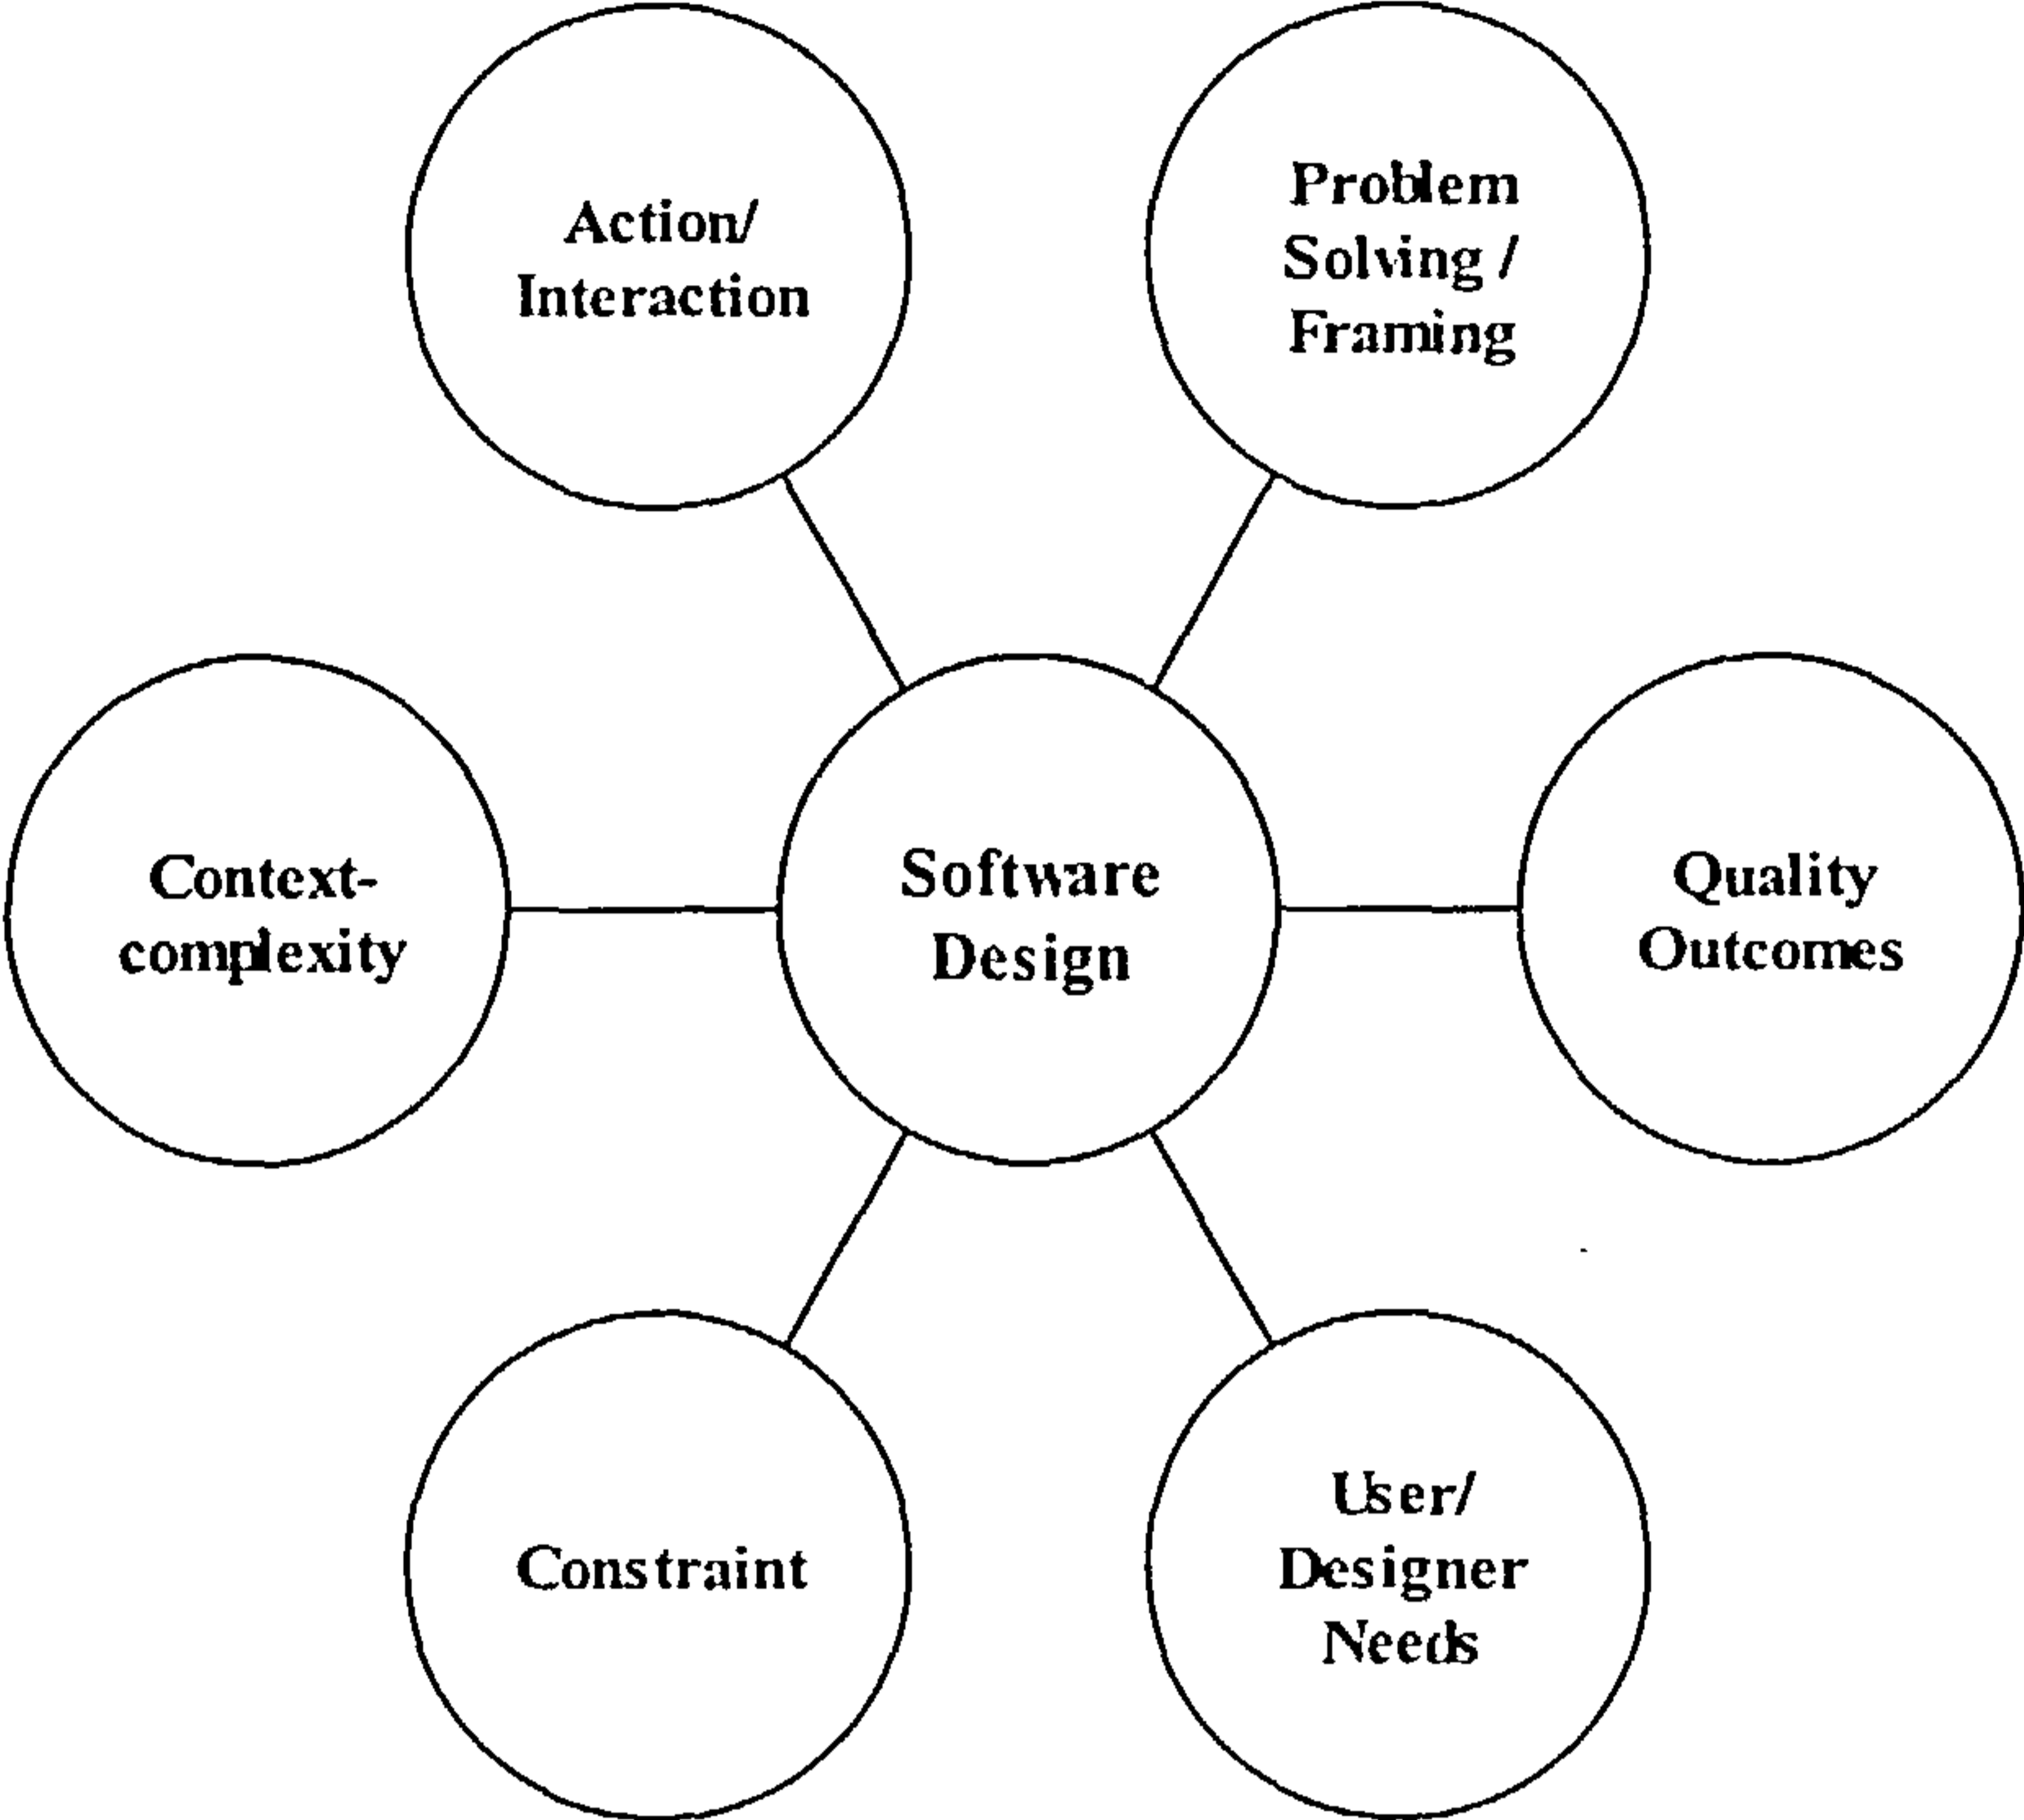 Action/
Interaction
Problem
Solving /
Framing
Context-
complexity
Software
Design
Quality
Outcomes
Constraint
User/
Designer
Needs